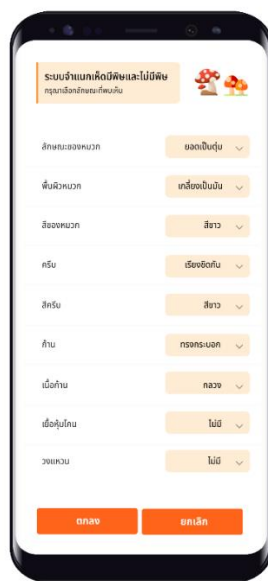 ระบบจำแนกเห็ดมีพิษและไม่มีพิษ
กรุณาเลือกลักษณะที่พบเห็น
ลักษณะของหมวก ยอดเป็นตุ่ม
พื้นผิวหมวก เกลี้ยงเป็นมัน
สีของหมวก สีขาว
ครีบ เรียงชิดกัน
สีครีบ สีขาว
ก้าน ทรงกระบอก
เนื้อก้าน กลวง
เยื่อหุ้มโคน ไม่มี
วงแหวน ไม่มี
ตกลง ยกเลิก